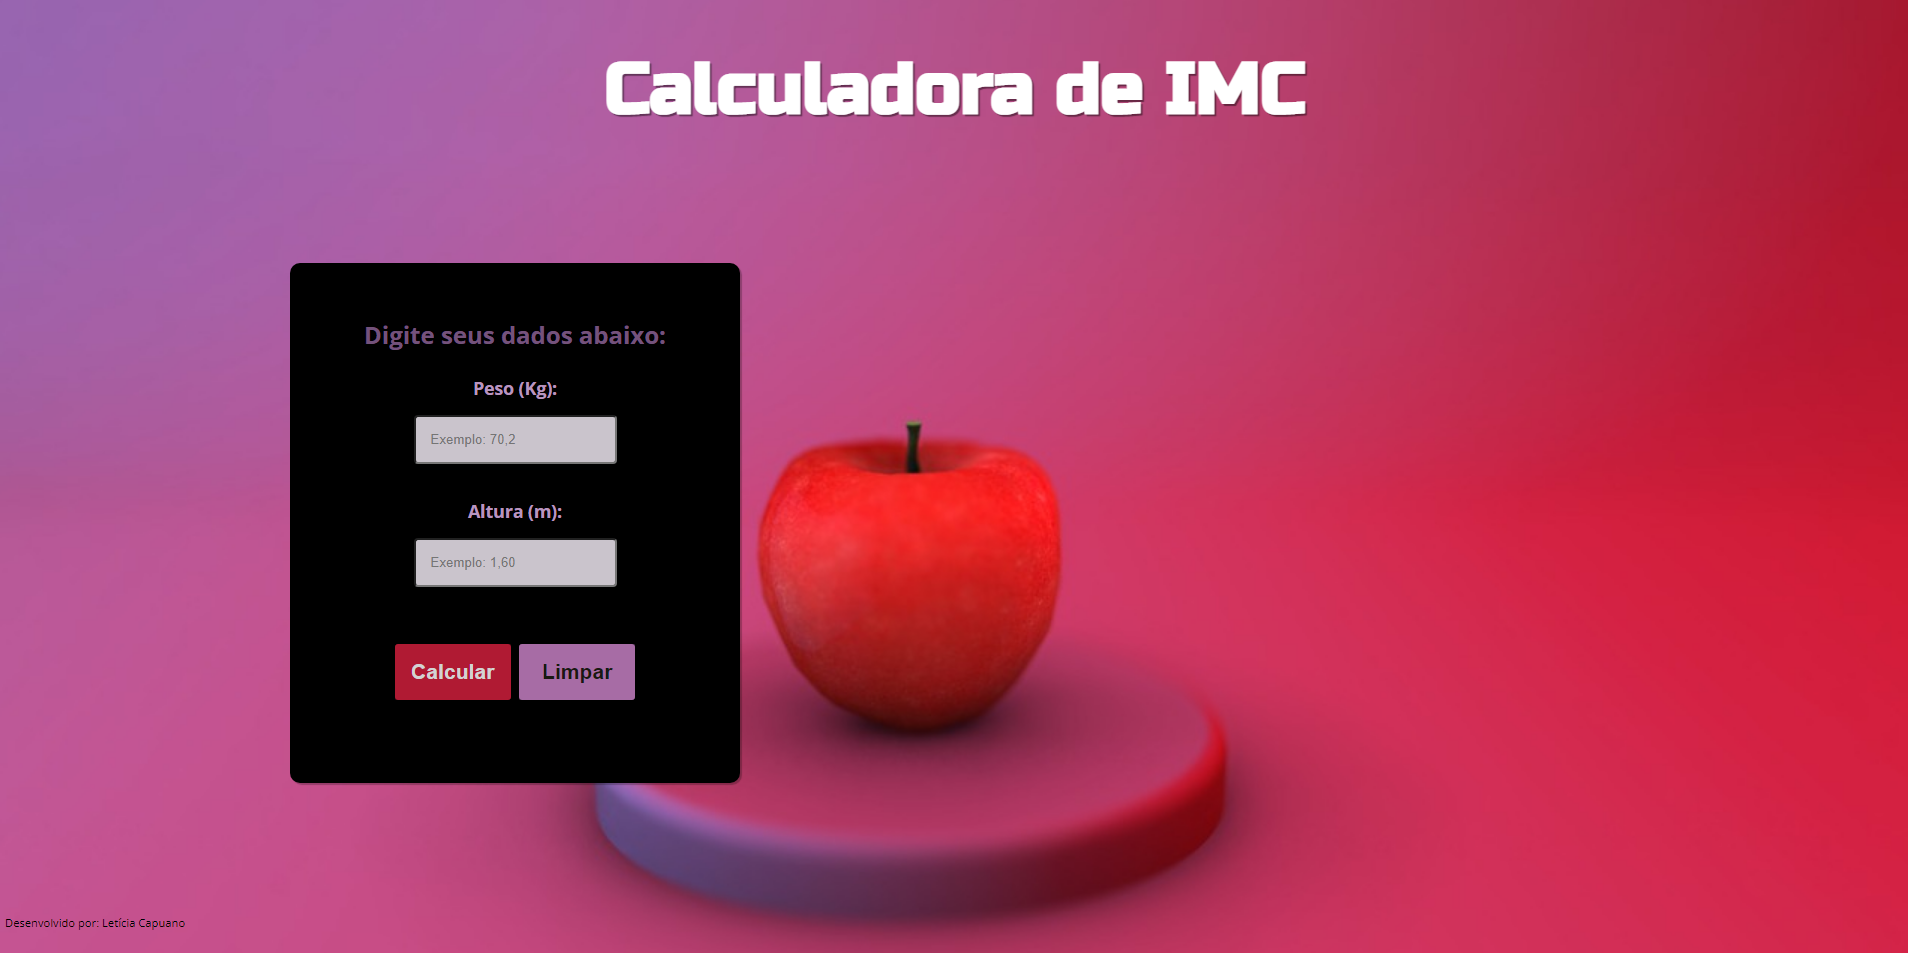 Calculadora de IMC
Digite seus dados abaixo:
Peso (Kg):
Exemplo: 70,2
Altura (m):
Exemplo: 1,60
Calcular
Limpar
Desenvolvido por: Letícia Capuano